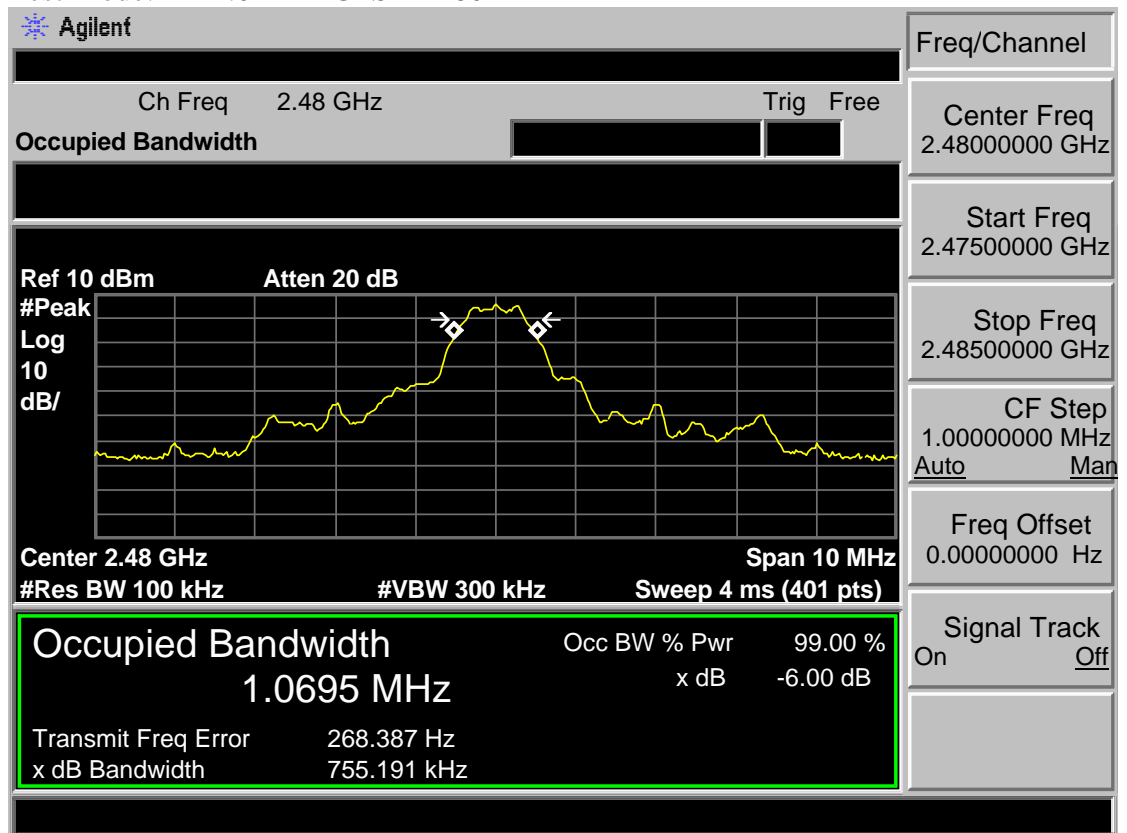 Agilent
Freq/Channel
Ch Freq 2.48 GHz Trig Free
Occupied Bandwidth
Center Freq
2.48000000 GHz
Start Freq
2.47500000 GHz
Stop Freq
2.48500000 GHz
CF Step
1.00000000 MHz
Auto Man
Freq Offset
0.00000000 Hz
Signal Track
On Off
Ref 10 dBm Atten 20 dB
#Peak
Log
10
dB/
Center 2.48 GHz Span 10 MHz
#Res BW 100 kHz #VBW 300 kHz Sweep 4 ms (401 pts)
Occupied Bandwidth
1.0695 MHz
Occ BW % Pwr 99.00 %
x dB -6.00 dB
Transmit Freq Error 268.387 Hz
x dB Bandwidth 755.191 kHz